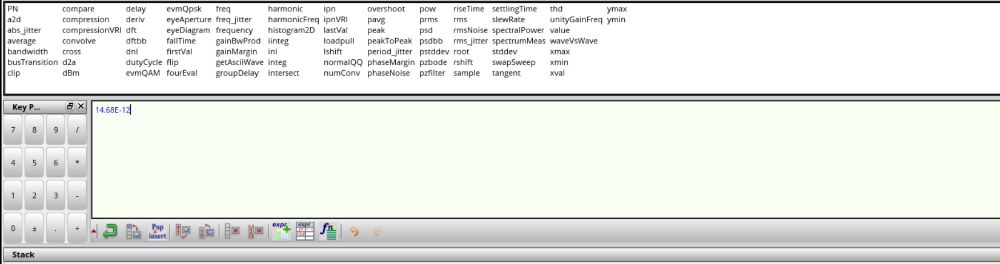 PN compare delay evmQpsk freq harmonic ipn overshoot pow riseTime settlingTime thd ymax
a2d compression deriv eyeAperture freq_jitter harmonicFreq ipnVRI pavg prms rms slewRate unityGainFreq ymin
abs_jitter compressionVRI dft eyeDiagram frequency histogram2D lastVal peak psd rmsNoise spectralPower value
average convolve dftbb fallTime gainBwProd iinteg loadpull peakToPeak psdbb rms_jitter spectrumMeas waveVsWave
bandwidth cross dnl firstVal gainMargin inl lshift period_jitter pstddev root stddev xmax
busTransition d2a dutyCycle flip getAsciiWave integ normalQQ phaseMargin pzbode rshift swapSweep xmin
clip dBm evmQAM fourEval groupDelay intersect numConv phaseNoise pzfilter sample tangent xval
Key P...
14.68E-12
7 8 9 /
4 5 6 *
1 2 3 -
0 ± . +
Pop & insert
expr
expr
fn
Stack